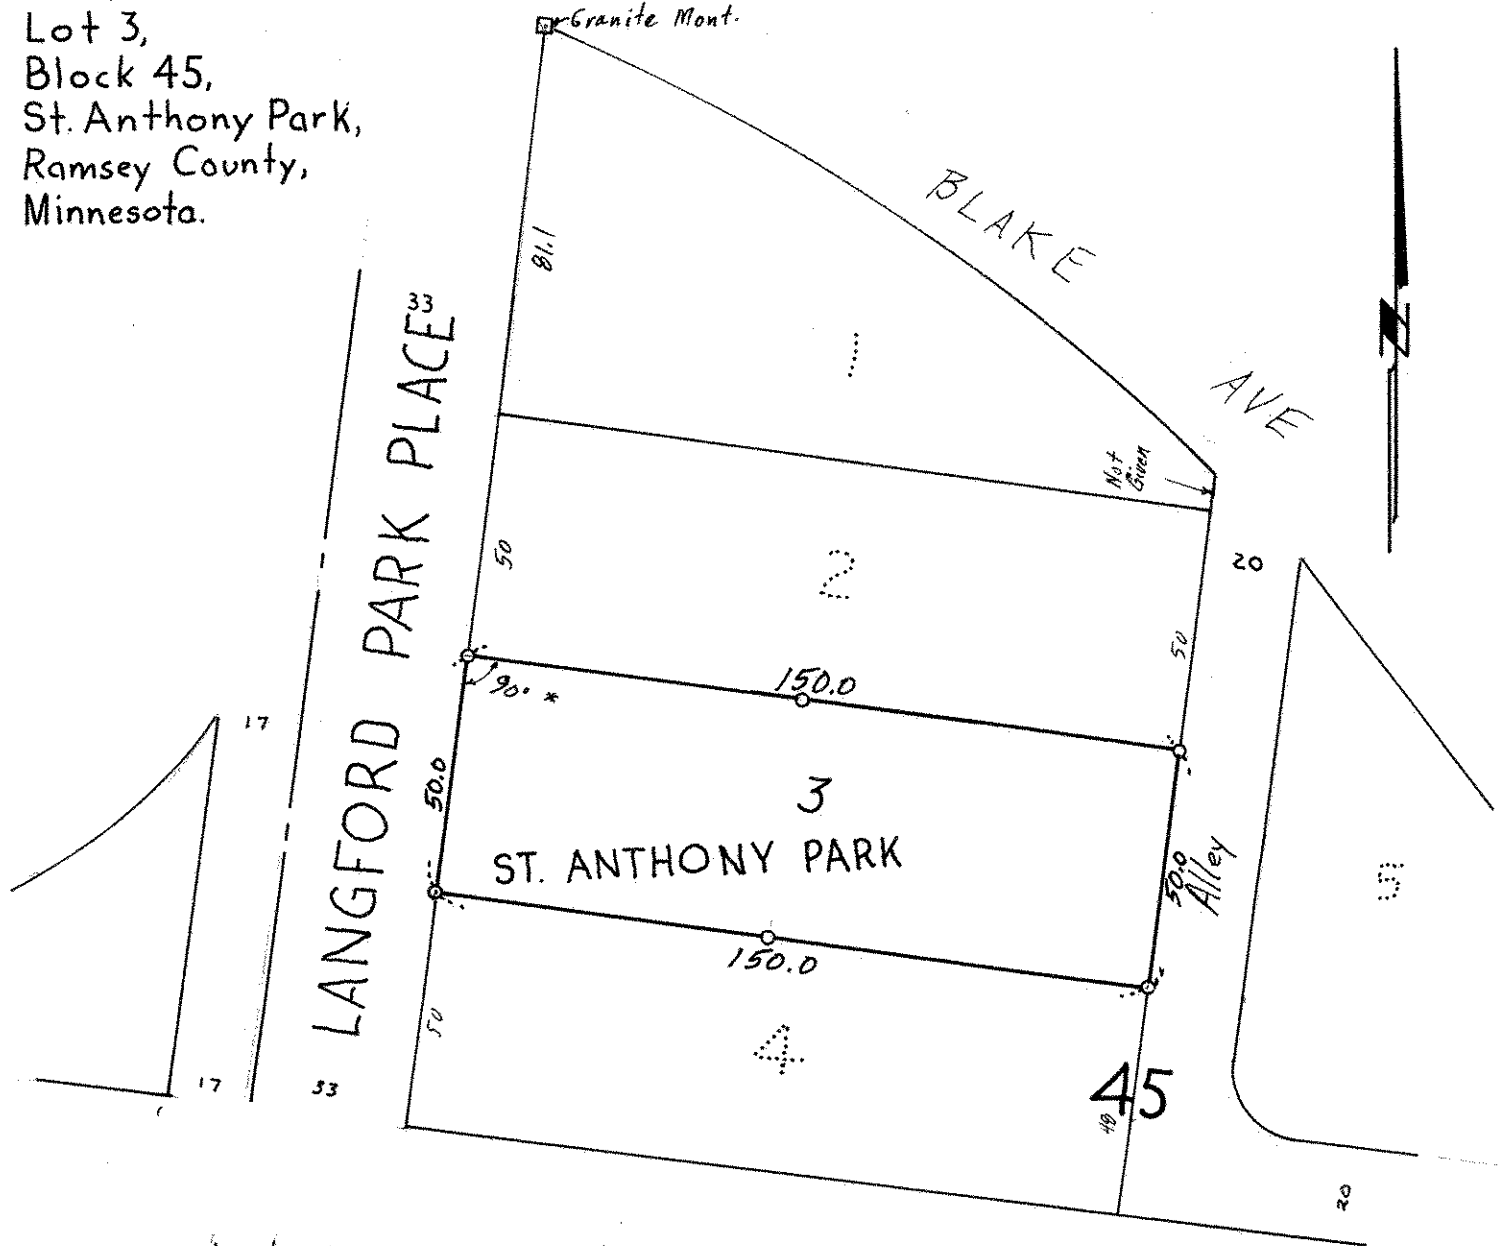 Lot 3,
Block 45,
St. Anthony Park,
Ramsey County,
Minnesota.
Granite Mont.
BLAKE AVE
81.1
33
1
LANGFORD PARK PLACE
Not
Given
N
50
2
20
50
90° *
150.0
17
50.0
3
ST. ANTHONY PARK
50.0
Alley
5
150.0
50
4
45
49
17
33
20